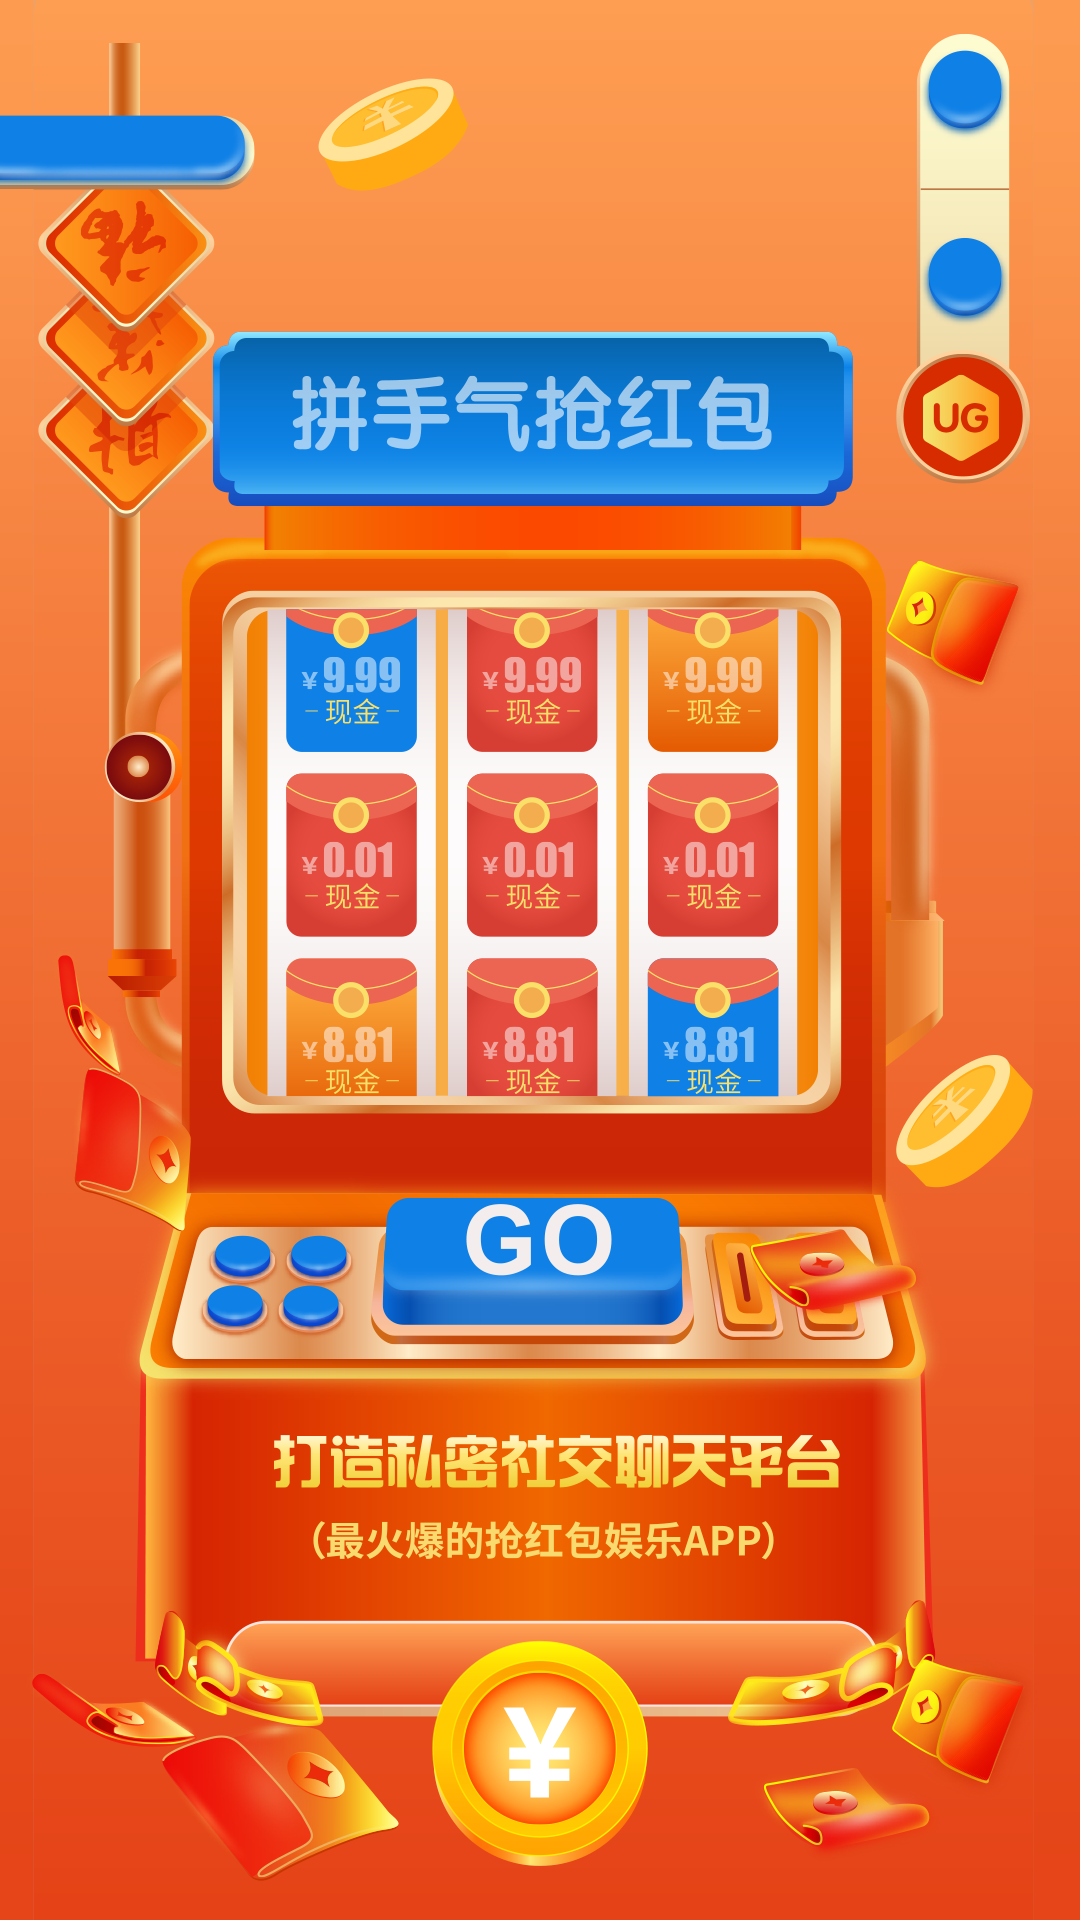 拼手气抢红包
UG
¥9.99 ¥9.99 ¥9.99
现金 现金 现金
¥0.01 ¥0.01 ¥0.01
现金 现金 现金
¥8.81 ¥8.81 ¥8.81
现金 现金 现金
GO
打造私密社交聊天平台
(最火爆的抢红包娱乐APP)
¥